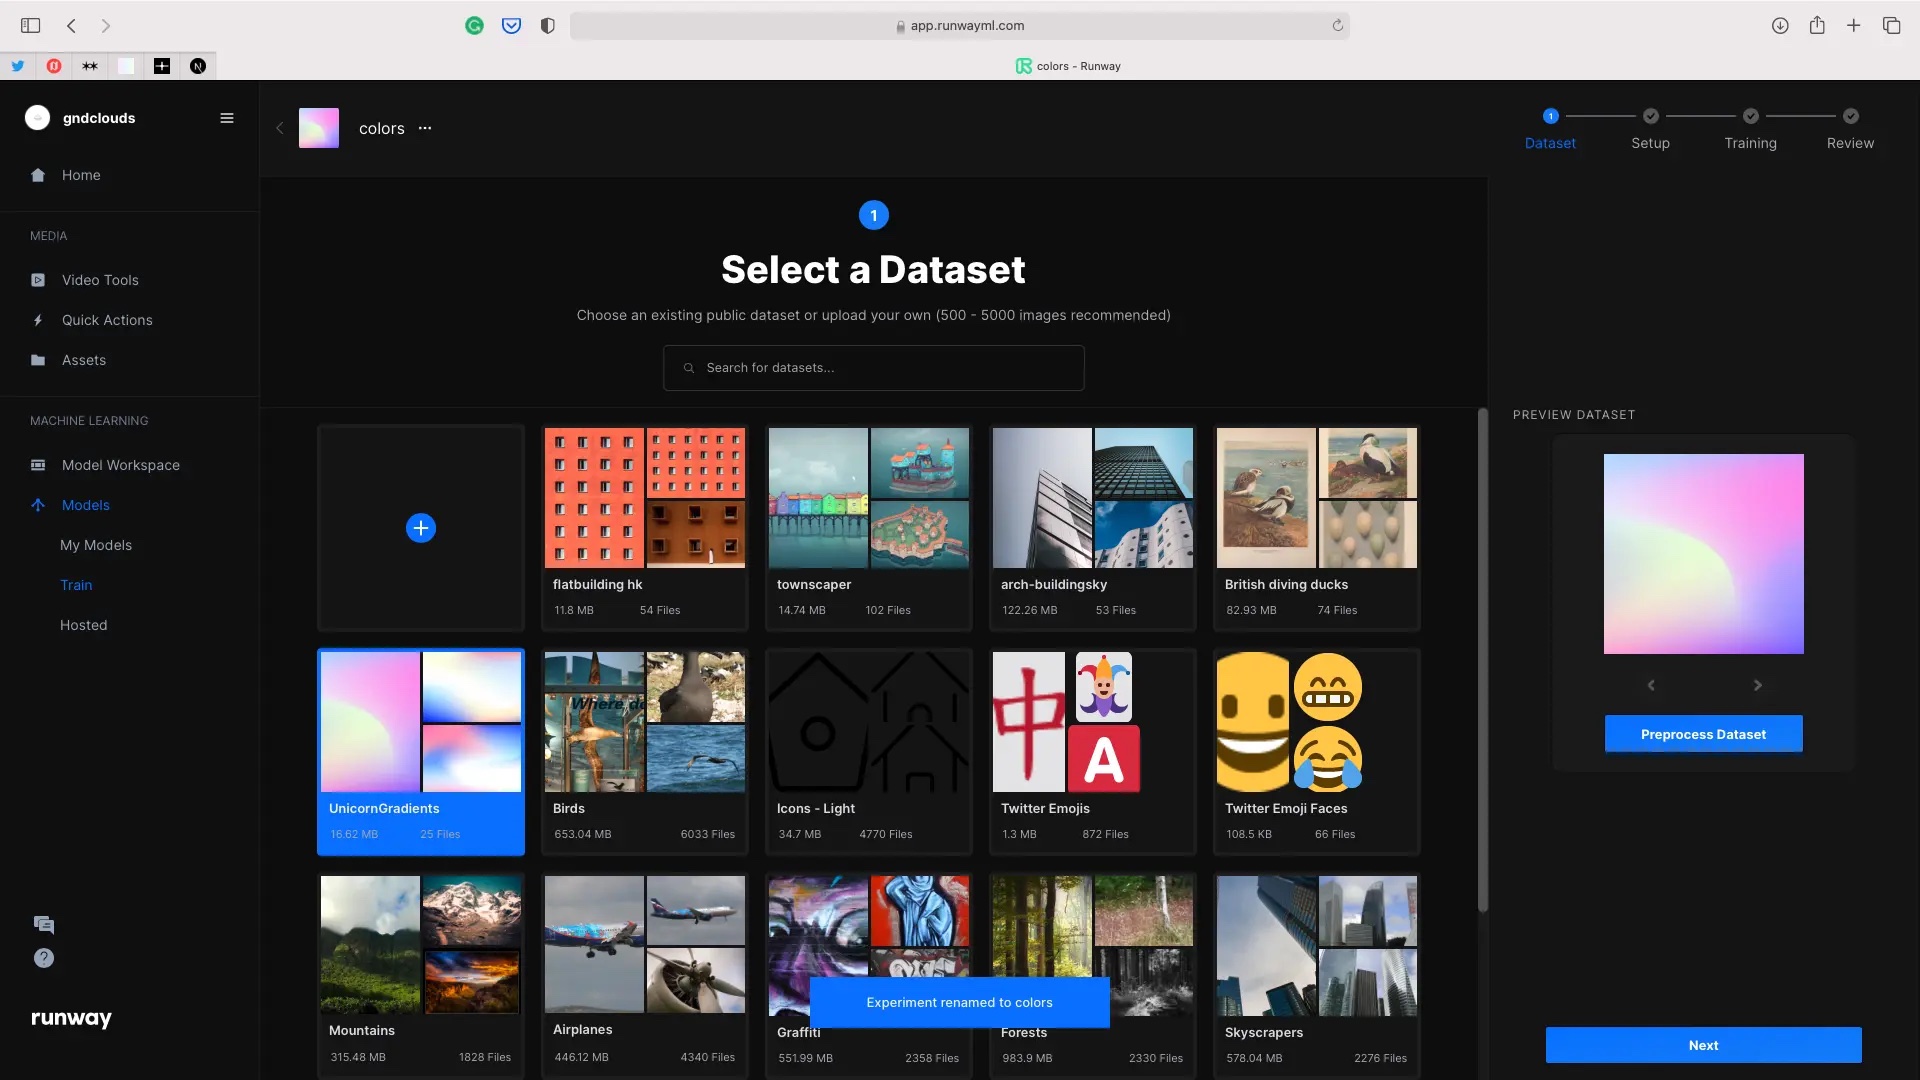 app.runwayml.com
colors - Runway
gndclouds
Home
MEDIA
Video Tools
Quick Actions
Assets
MACHINE LEARNING
Model Workspace
Models
My Models
Train
Hosted
runway
colors
1
Dataset
Setup
Training
Review
1
Select a Dataset
Choose an existing public dataset or upload your own (500 - 5000 images recommended)
Search for datasets...
flatbuilding hk
11.8 MB 54 Files
townscaper
14.74 MB 102 Files
arch-buildingsky
122.26 MB 53 Files
British diving ducks
82.93 MB 74 Files
UnicornGradients
16.62 MB 25 Files
Where do
Birds
653.04 MB 6033 Files
Icons - Light
34.7 MB 4770 Files
中
A
Twitter Emojis
1.3 MB 872 Files
Twitter Emoji Faces
108.5 KB 66 Files
Mountains
315.48 MB 1828 Files
Airplanes
446.12 MB 4340 Files
Graffiti
551.99 MB 2358 Files
Forests
983.9 MB 2330 Files
Skyscrapers
578.04 MB 2276 Files
Experiment renamed to colors
PREVIEW DATASET
Preprocess Dataset
Next